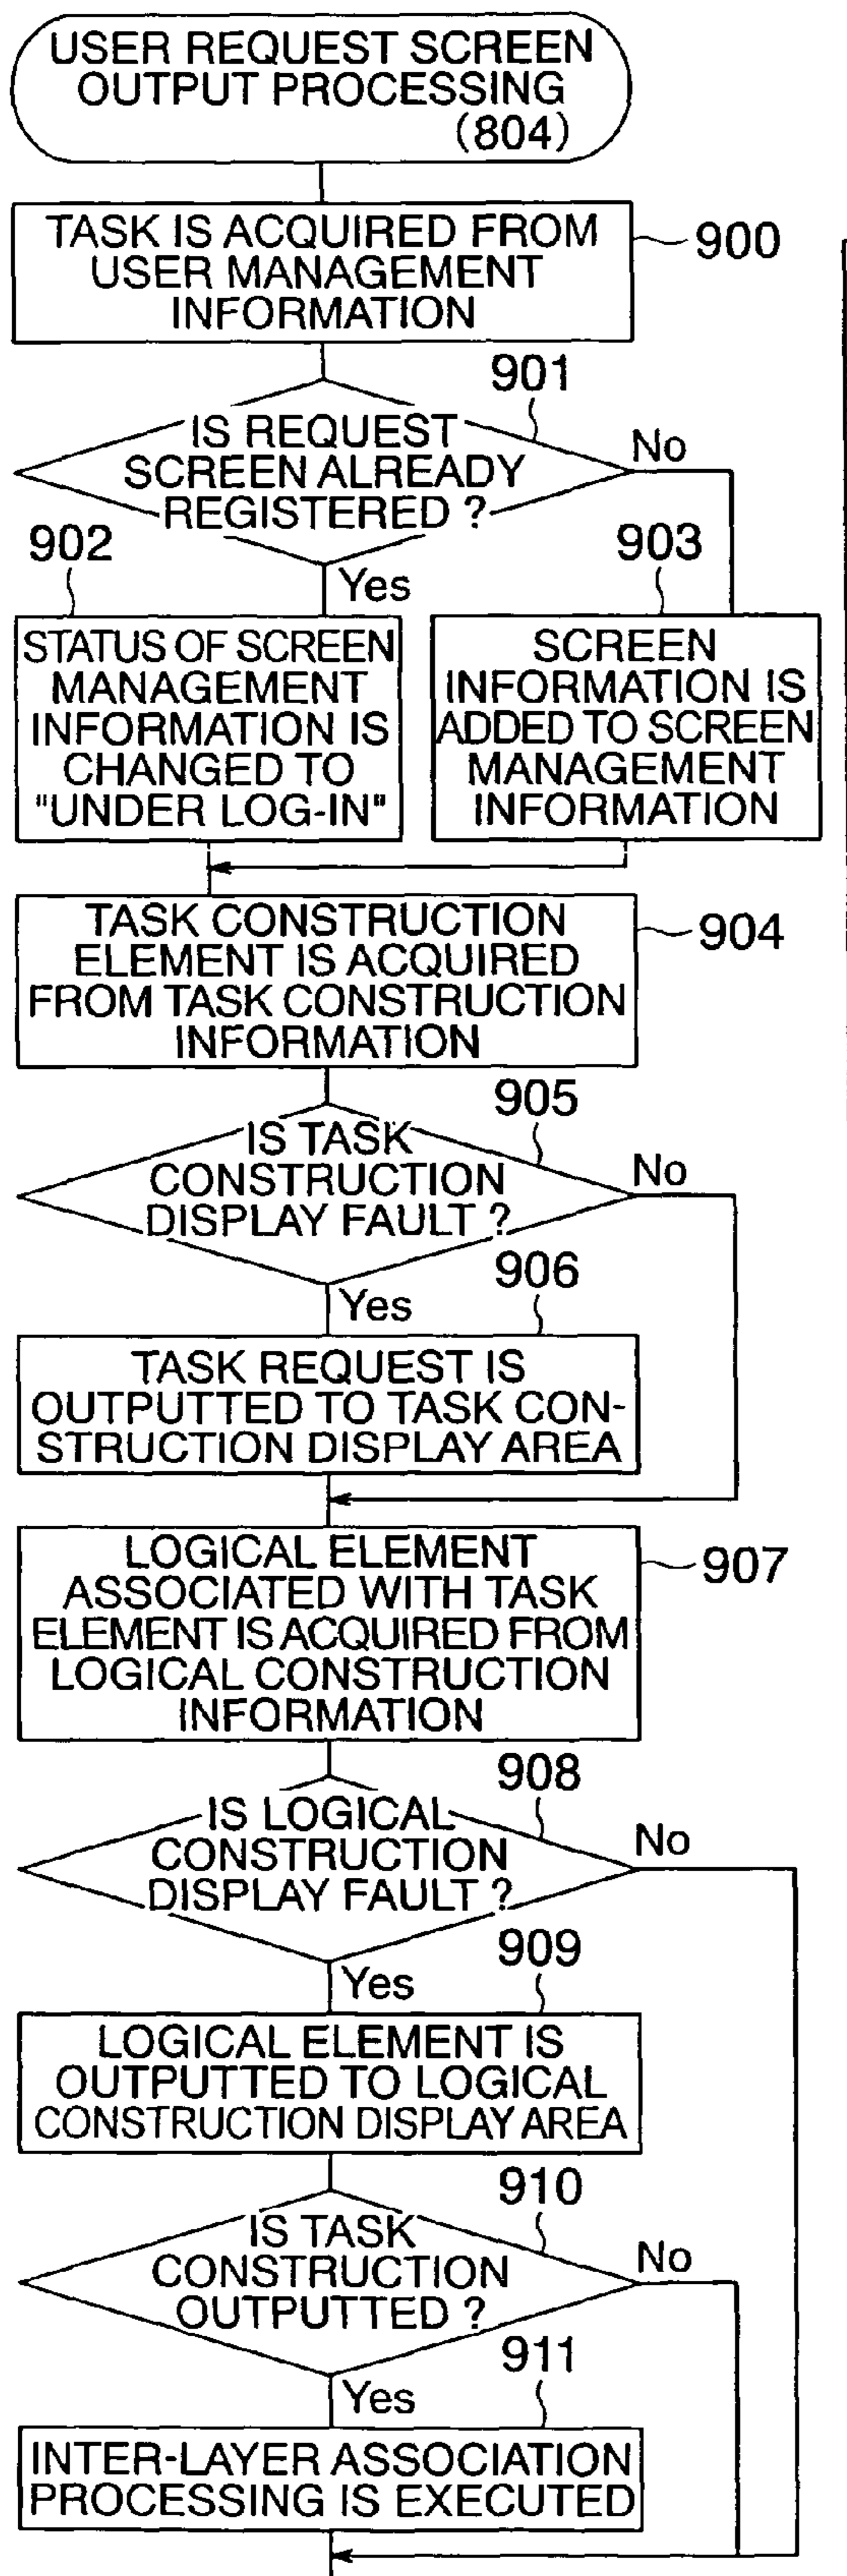 USER REQUEST SCREEN
OUTPUT PROCESSING
(804)
TASK IS ACQUIRED FROM
USER MANAGEMENT
INFORMATION
900
901
IS REQUEST
SCREEN ALREADY
REGISTERED ?
No
Yes
902
STATUS OF SCREEN
MANAGEMENT
INFORMATION IS
CHANGED TO
"UNDER LOG-IN"
903
SCREEN
INFORMATION IS
ADDED TO SCREEN
MANAGEMENT
INFORMATION
TASK CONSTRUCTION
ELEMENT IS ACQUIRED
FROM TASK CONSTRUCTION
INFORMATION
904
905
IS TASK
CONSTRUCTION
DISPLAY FAULT ?
No
Yes
906
TASK REQUEST IS
OUTPUTTED TO TASK CON-
STRUCTION DISPLAY AREA
LOGICAL ELEMENT
ASSOCIATED WITH TASK
ELEMENT IS ACQUIRED FROM
LOGICAL CONSTRUCTION
INFORMATION
907
908
IS LOGICAL
CONSTRUCTION
DISPLAY FAULT ?
No
Yes
909
LOGICAL ELEMENT IS
OUTPUTTED TO LOGICAL
CONSTRUCTION DISPLAY AREA
910
IS TASK
CONSTRUCTION
OUTPUTTED ?
No
Yes
911
INTER-LAYER ASSOCIATION
PROCESSING IS EXECUTED